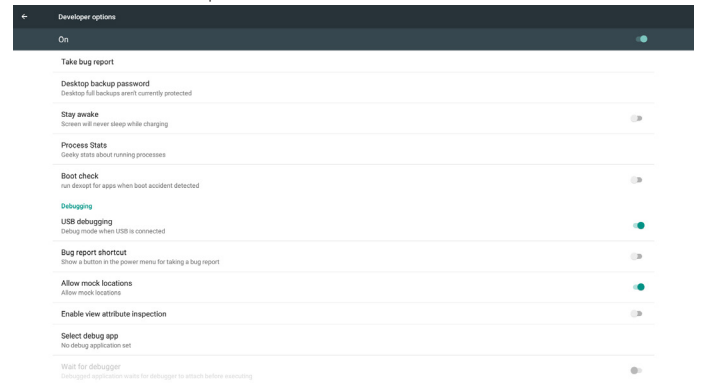 Developer options
On
Take bug report
Desktop backup password
Desktop full backups aren't currently protected
Stay awake
Screen will never sleep while charging
Process Stats
Geeky stats about running processes
Boot check
run dexopt for apps when boot accident detected
Debugging
USB debugging
Debug mode when USB is connected
Bug report shortcut
Show a button in the power menu for taking a bug report
Allow mock locations
Allow mock locations
Enable view attribute inspection
Select debug app
No debug application set
Wait for debugger
Debugged application waits for debugger to attach before executing